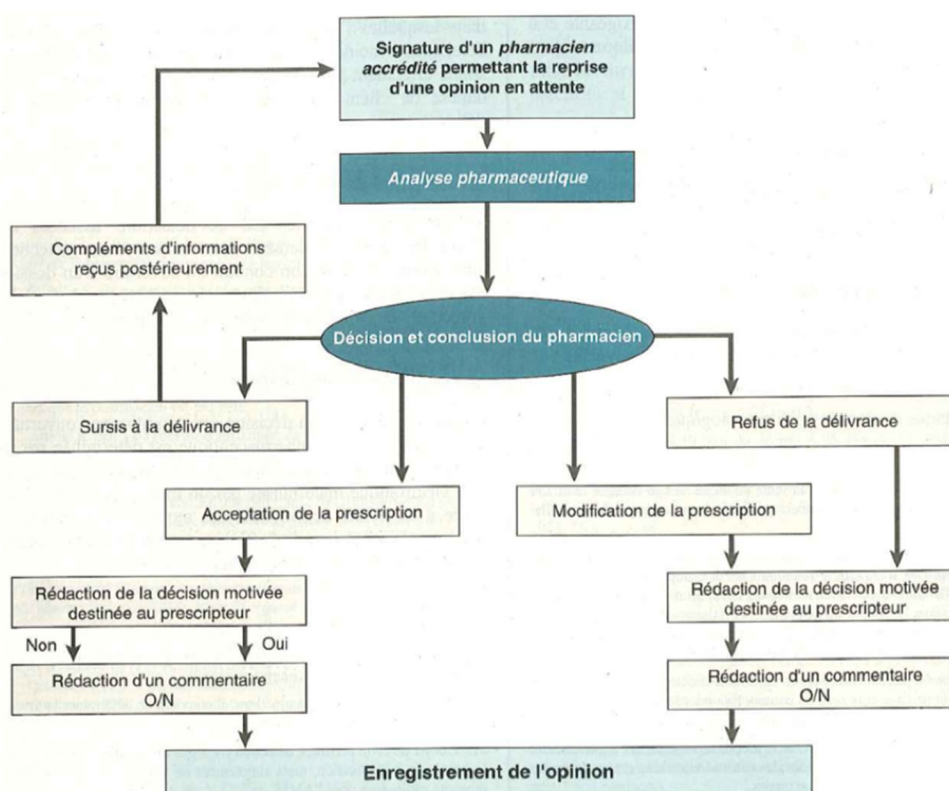 Signature d'un pharmacien
accrédité permettant la reprise
d'une opinion en attente
Analyse pharmaceutique
Compléments d'informations
reçus postérieurement
Décision et conclusion du pharmacien
Sursis à la délivrance
Refus de la délivrance
Acceptation de la prescription
Modification de la prescription
Rédaction de la décision motivée
destinée au prescripteur
Rédaction de la décision motivée
destinée au prescripteur
Non
Oui
Rédaction d'un commentaire
O/N
Rédaction d'un commentaire
O/N
Enregistrement de l'opinion